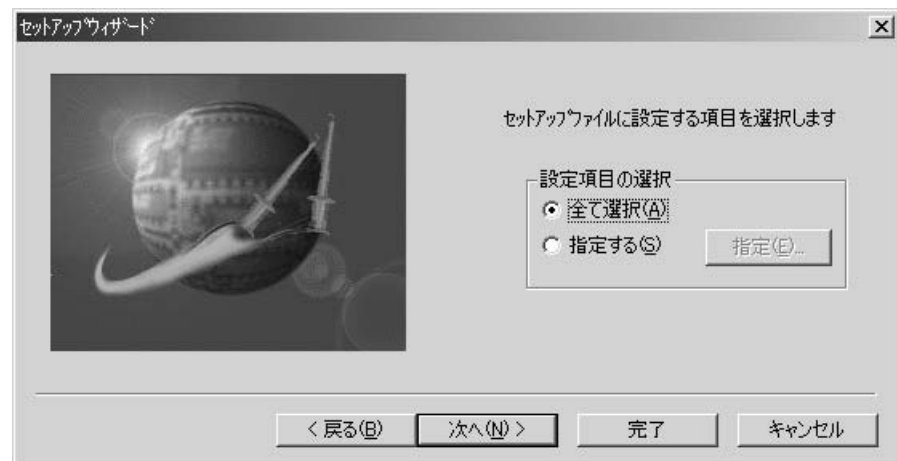 セットアップウィザード
セットアップファイルに設定する項目を選択します
設定項目の選択
全て選択(A)
指定する(S)
指定(E)...
< 戻る(B)
次へ(N) >
完了
キャンセル